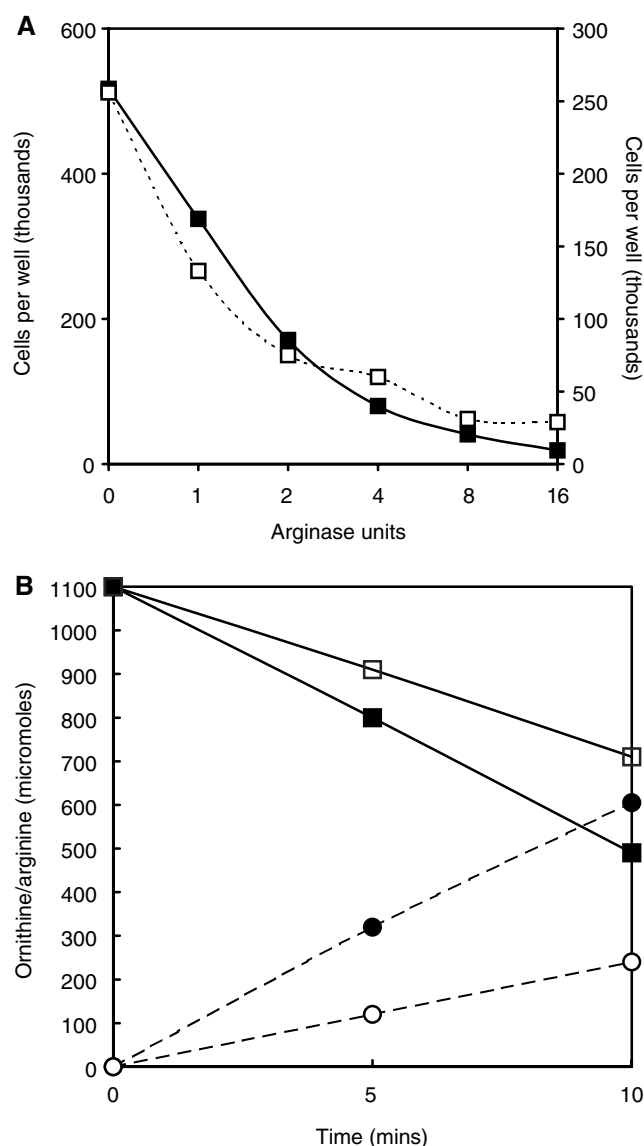 A
600
400
200
0
Cells per well (thousands)
300
250
200
150
100
50
0
Cells per well (thousands)
0 1 2 4 8 16
Arginase units
B
1100
1000
900
800
700
600
500
400
300
200
100
0
Ornithine/arginine (micromoles)
0 5 10
Time (mins)